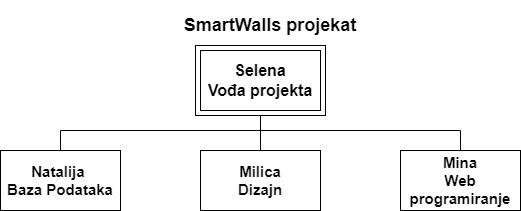 SmartWalls projekat
Selena
Vođa projekta
Natalija
Baza Podataka
Milica
Dizajn
Mina
Web
programiranje